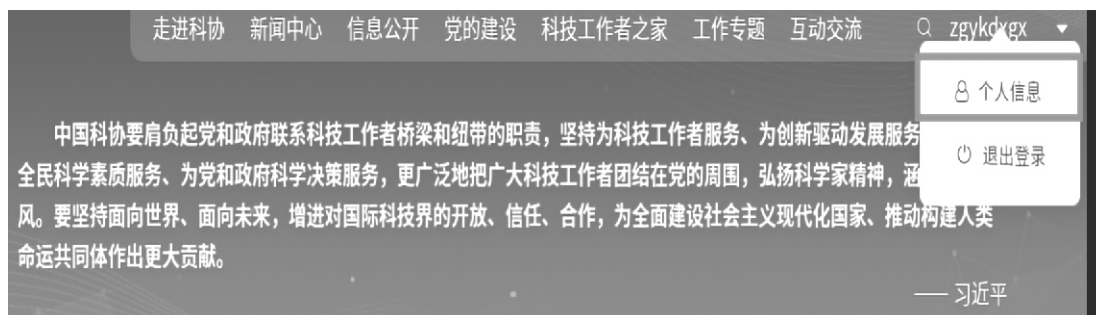 走进科协 新闻中心 信息公开 党的建设 科技工作者之家 工作专题 互动交流 zgykdxgx
个人信息
退出登录
中国科协要肩负起党和政府联系科技工作者桥梁和纽带的职责，坚持为科技工作者服务、为创新驱动发展服务
全民科学素质服务、为党和政府科学决策服务，更广泛地把广大科技工作者团结在党的周围，弘扬科学家精神，涵
风。要坚持面向世界、面向未来，增进对国际科技界的开放、信任、合作，为全面建设社会主义现代化国家、推动构建人类
命运共同体作出更大贡献。
—— 习近平